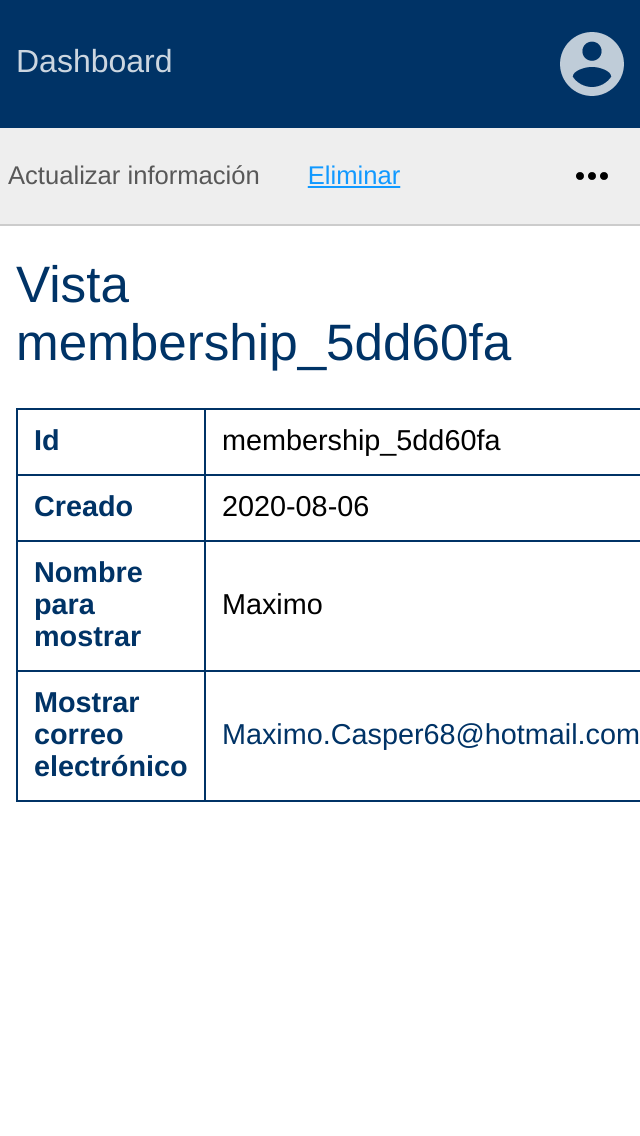 Dashboard
Actualizar información Eliminar
Vista
membership_5dd60fa
Id membership_5dd60fa
Creado 2020-08-06
Nombre
para
mostrar
Maximo
Mostrar
correo
electrónico
Maximo.Casper68@hotmail.com